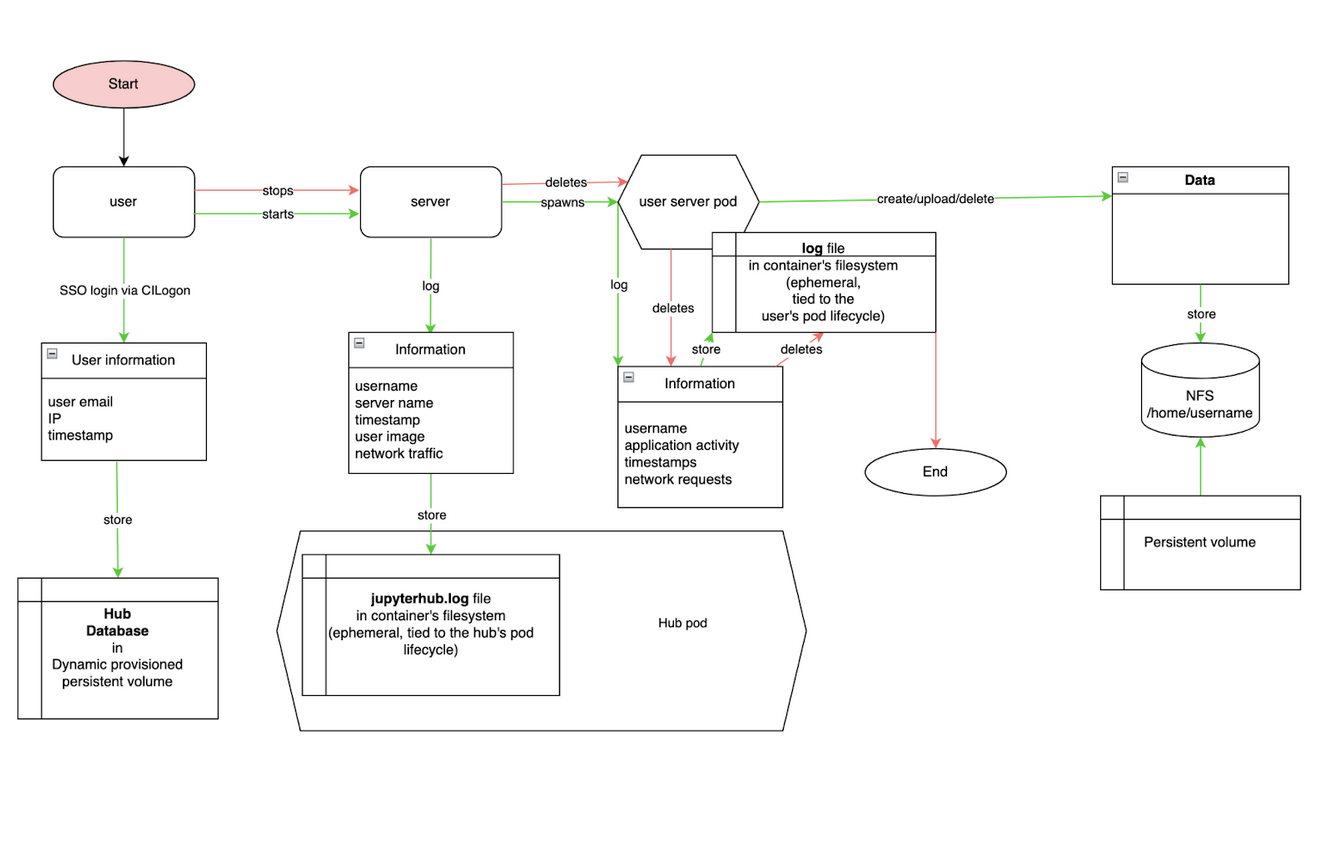 Start
user
stops
starts
server
deletes
spawns
user server pod
create/upload/delete
Data
SSO login via CILogon
log
log
deletes
log file
in container's filesystem
(ephemeral,
tied to the
user's pod lifecycle)
store
store
deletes
User information
user email
IP
timestamp
Information
username
server name
timestamp
user image
network traffic
Information
username
application activity
timestamps
network requests
End
NFS
/home/username
store
store
Persistent volume
Hub
Database
in
Dynamic provisioned
persistent volume
jupyterhub.log file
in container's filesystem
(ephemeral, tied to the hub's pod
lifecycle)
Hub pod